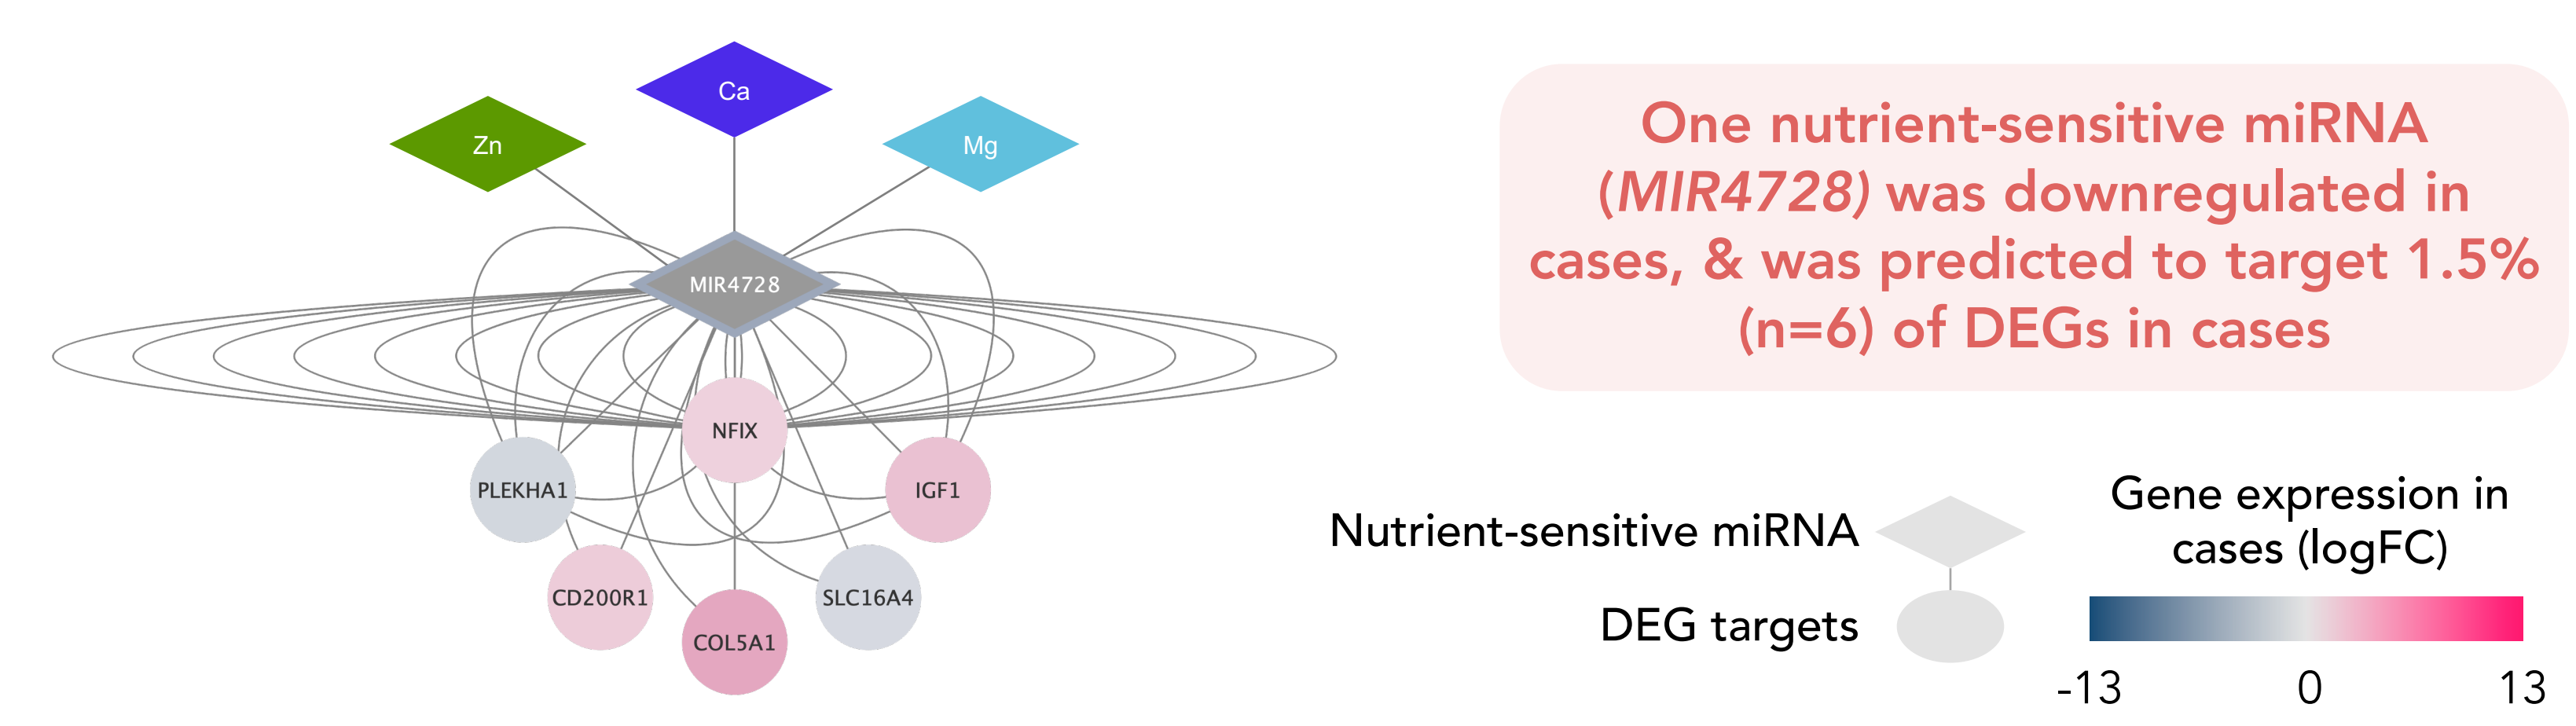 Ca
Zn
Mg
MIR4728
NFIX
PLEKHA1
IGF1
CD200R1
SLC16A4
COL5A1
One nutrient-sensitive miRNA
(MIR4728) was downregulated in
cases, & was predicted to target 1.5%
(n=6) of DEGs in cases
Nutrient-sensitive miRNA
DEG targets
Gene expression in
cases (logFC)
-13 0 13